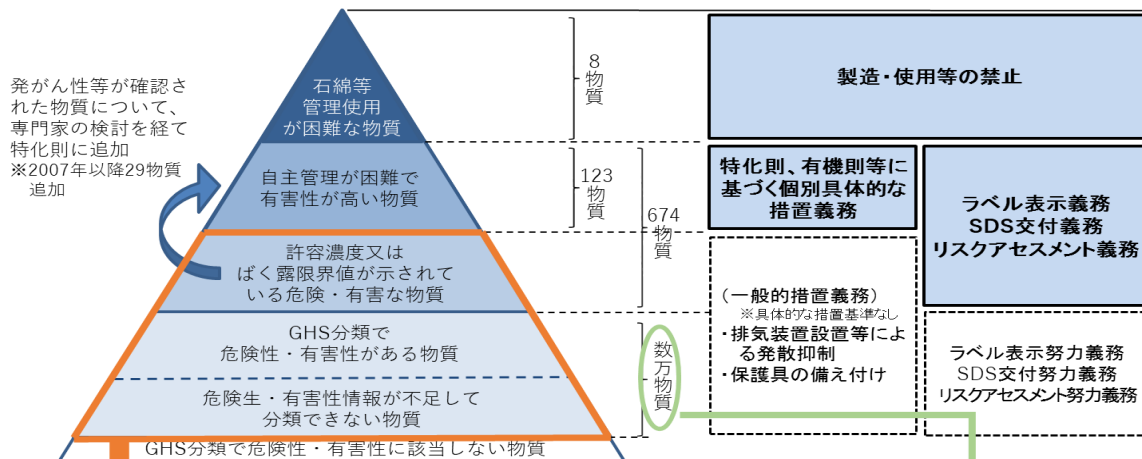 発がん性等が確認され
た物質について、
専門家の検討を経て
特化則に追加
※2007年以降29物質
追加
石綿等
管理使用
が困難な物質
自主管理が困難で
有害性が高い物質
許容濃度又は
ばく露限界値が示されて
いる危険・有害な物質
GHS分類で
危険性・有害性がある物質
危険生・有害性情報が不足して
分類できない物質
GHS分類で危険性・有害性に該当しない物質
8物質
123物質
674物質
数万物質
製造・使用等の禁止
特化則、有機則等に
基づく個別具体的な
措置義務
ラベル表示義務
SDS交付義務
リスクアセスメント義務
(一般的措置義務)
※具体的な措置基準なし
・排気装置設置等によ
る発散抑制
・保護具の備え付け
ラベル表示努力義務
SDS交付努力義務
リスクアセスメント努力義務